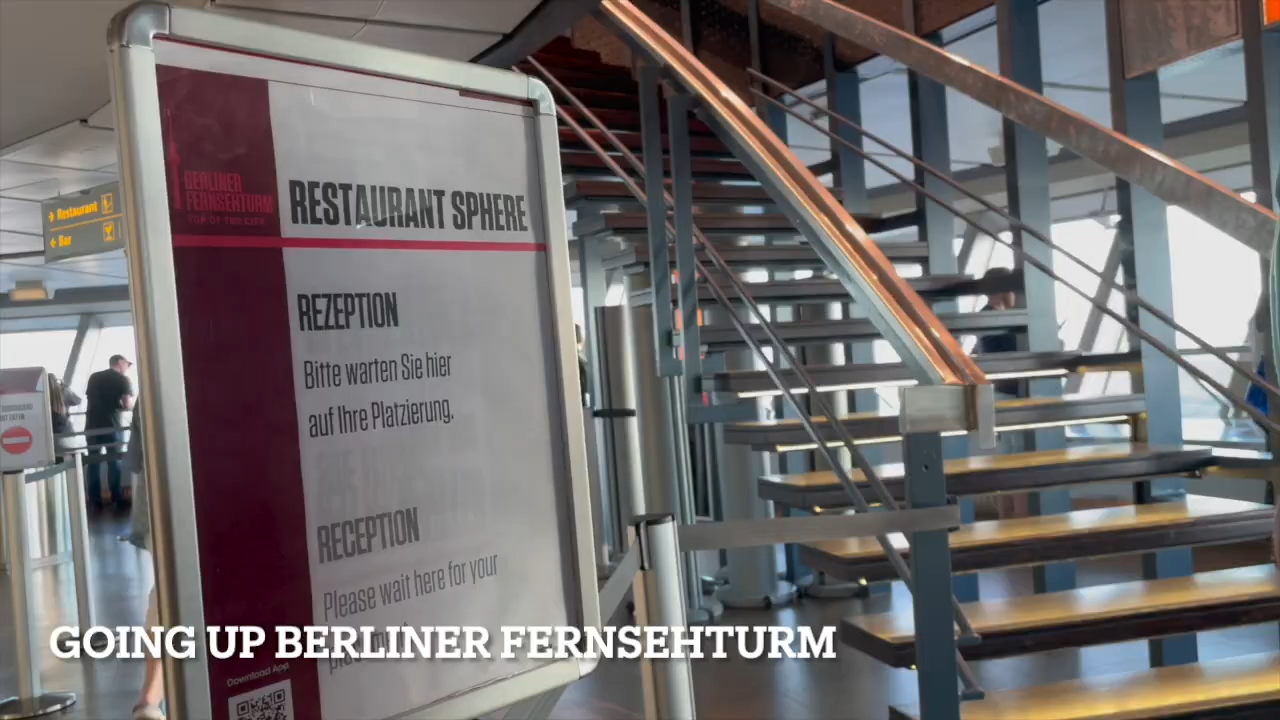 BERLINER
FERNSEHTURM
TOP OF THE CITY
RESTAURANT SPHERE
Restaurant
Bar
REZEPTION
Bitte warten Sie hier
auf Ihre Platzierung.
RECEPTION
Please wait here for your
GOING UP BERLINER FERNSEHTURM
Download App